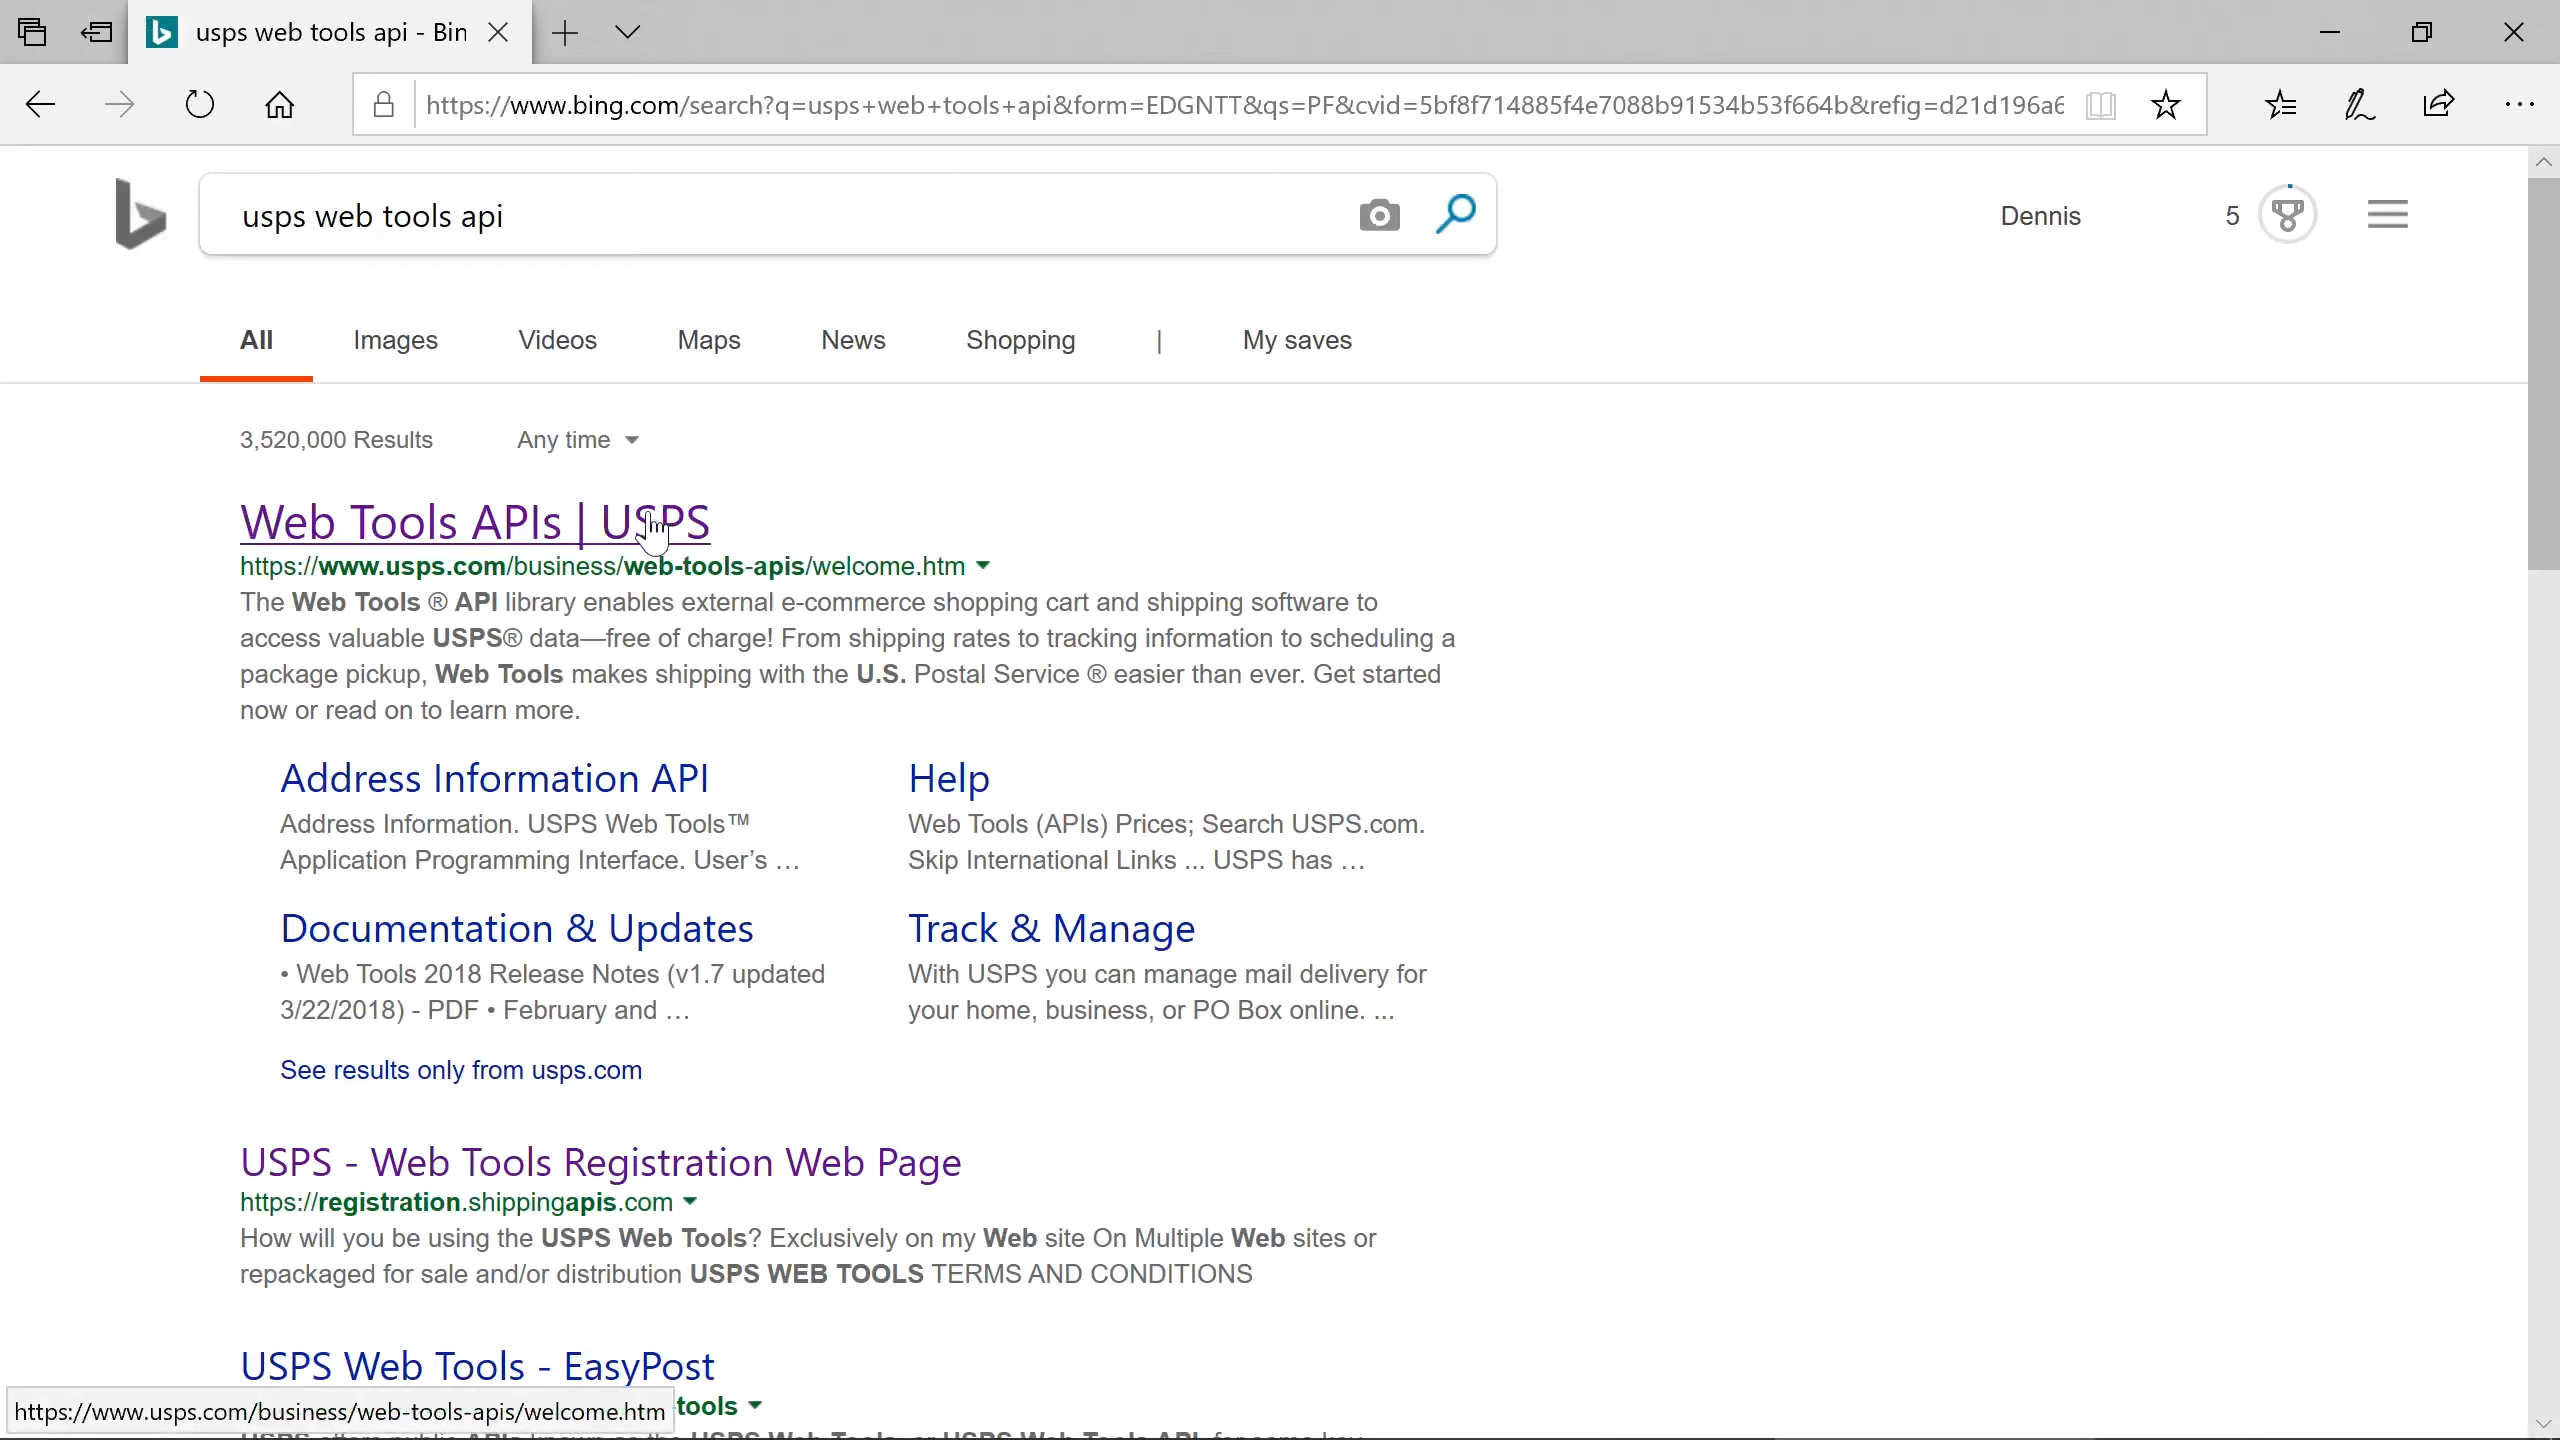 usps web tools api - Bin
https://www.bing.com/search?q=usps+web+tools+api&form=EDGNTT&qs=PF&cvid=5bf8f714885f4e7088b91534b53f664b&refig=d21d196a6
usps web tools api
Dennis 5
All Images Videos Maps News Shopping | My saves
3,520,000 Results Any time
Web Tools APIs | USPS
https://www.usps.com/business/web-tools-apis/welcome.htm
The Web Tools ® API library enables external e-commerce shopping cart and shipping software to
access valuable USPS® data—free of charge! From shipping rates to tracking information to scheduling a
package pickup, Web Tools makes shipping with the U.S. Postal Service ® easier than ever. Get started
now or read on to learn more.
Address Information API
Address Information. USPS Web Tools™
Application Programming Interface. User's ...
Help
Web Tools (APIs) Prices; Search USPS.com.
Skip International Links ... USPS has ...
Documentation & Updates
• Web Tools 2018 Release Notes (v1.7 updated
3/22/2018) - PDF • February and ...
Track & Manage
With USPS you can manage mail delivery for
your home, business, or PO Box online. ...
See results only from usps.com
USPS - Web Tools Registration Web Page
https://registration.shippingapis.com
How will you be using the USPS Web Tools? Exclusively on my Web site On Multiple Web sites or
repackaged for sale and/or distribution USPS WEB TOOLS TERMS AND CONDITIONS
USPS Web Tools - EasyPost
tools
https://www.usps.com/business/web-tools-apis/welcome.htm